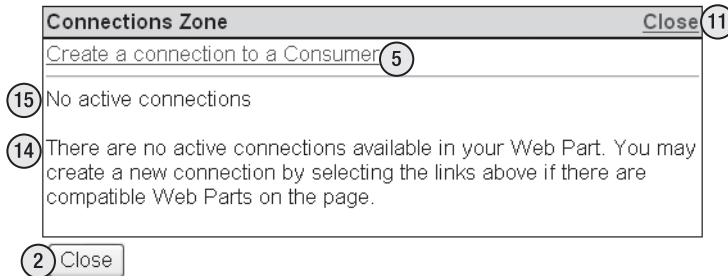 Connections Zone Close 11
Create a connection to a Consumer 5
15 No active connections
14 There are no active connections available in your Web Part. You may
create a new connection by selecting the links above if there are
compatible Web Parts on the page.
2 Close